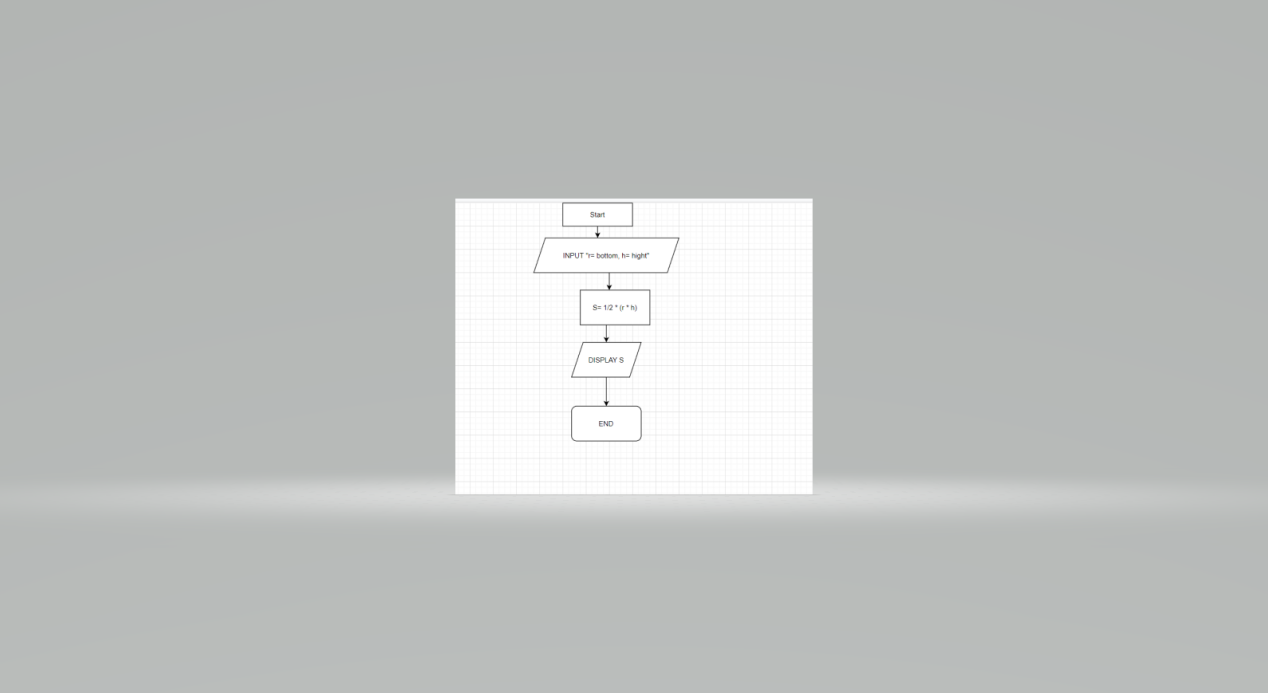 Start
INPUT "r= bottom, h= hight"
S= 1/2 * (r * h)
DISPLAY S
END